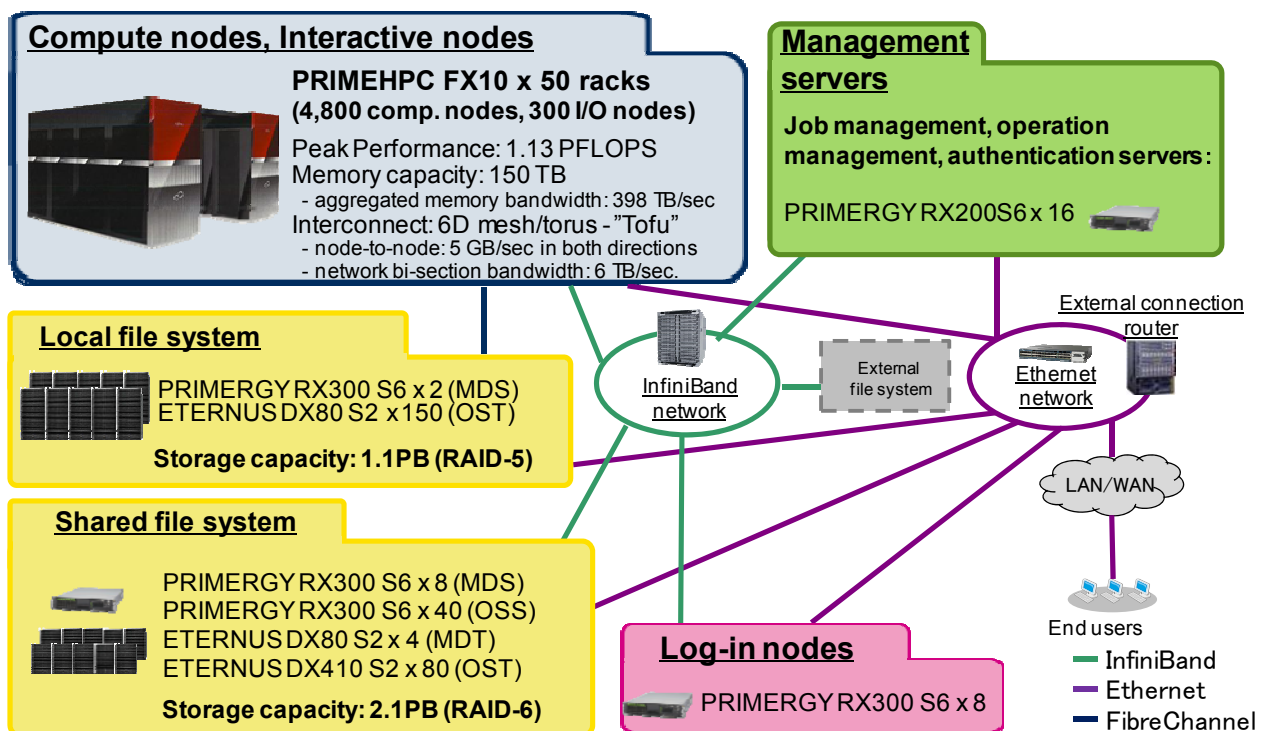 Compute nodes, Interactive nodes
PRIMEHPC FX10 x 50 racks
(4,800 comp. nodes, 300 I/O nodes)
Peak Performance: 1.13 PFLOPS
Memory capacity: 150 TB
- aggregated memory bandwidth: 398 TB/sec
Interconnect: 6D mesh/torus - ”Tofu”
- node-to-node: 5 GB/sec in both directions
- network bi-section bandwidth: 6 TB/sec.
Management
servers
Job management, operation
management, authentication servers:
PRIMERGY RX200S6 x 16
External connection
router
Local file system
PRIMERGY RX300 S6 x 2 (MDS)
ETERNUS DX80 S2 x150 (OST)
Storage capacity: 1.1PB (RAID-5)
InfiniBand
network
External
file system
Ethernet
network
LAN/WAN
Shared file system
PRIMERGY RX300 S6 x 8 (MDS)
PRIMERGY RX300 S6 x 40 (OSS)
ETERNUS DX80 S2 x 4 (MDT)
ETERNUS DX410 S2 x 80 (OST)
Storage capacity: 2.1PB (RAID-6)
Log-in nodes
PRIMERGY RX300 S6 x 8
End users
InfiniBand
Ethernet
FibreChannel